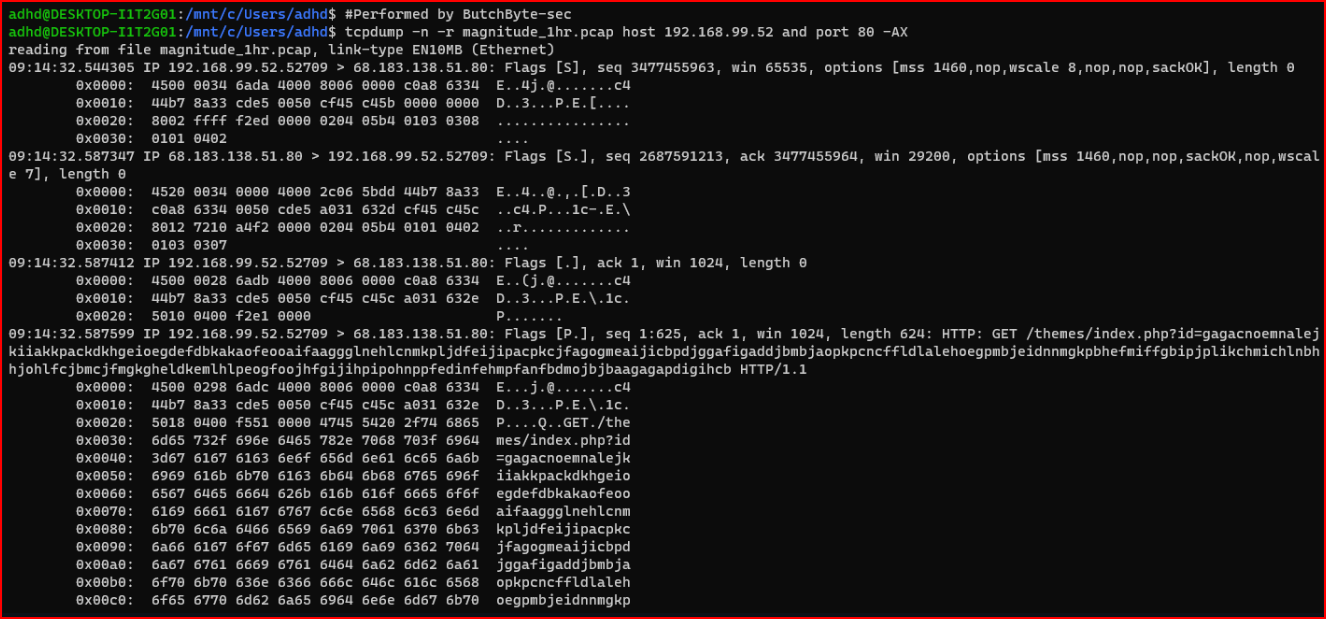 adhd@DESKTOP-I1T2G01:/mnt/c/Users/adhd$ #Performed by ButchByte-sec
adhd@DESKTOP-I1T2G01:/mnt/c/Users/adhd$ tcpdump -n -r magnitude_1hr.pcap host 192.168.99.52 and port 80 -AX
reading from file magnitude_1hr.pcap, link-type EN10MB (Ethernet)
09:14:32.544305 IP 192.168.99.52.52709 > 68.183.138.51.80: Flags [S], seq 3477455963, win 65535, options [mss 1460,nop,wscale 8,nop,nop,sackOK], length 0
0x0000:  4500 0034 6ada 4000 8006 0000 c0a8 6334  E..4j.@.......c4
0x0010:  44b7 8a33 cde5 0050 cf45 c45b 0000 0000  D..3...P.E.[....
0x0020:  8002 ffff f2ed 0000 0204 05b4 0103 0308  ................
0x0030:  0101 0402                                ....
09:14:32.587347 IP 68.183.138.51.80 > 192.168.99.52.52709: Flags [S.], seq 2687591213, ack 3477455964, win 29200, options [mss 1460,nop,nop,sackOK,nop,wscal
e 7], length 0
0x0000:  4520 0034 0000 4000 2c06 5bdd 44b7 8a33  E..4..@.,.[.D..3
0x0010:  c0a8 6334 0050 cde5 a031 632d cf45 c45c  ..c4.P...1c-.E.\
0x0020:  8012 7210 a4f2 0000 0204 05b4 0101 0402  ..r.............
0x0030:  0103 0307                                ....
09:14:32.587412 IP 192.168.99.52.52709 > 68.183.138.51.80: Flags [.], ack 1, win 1024, length 0
0x0000:  4500 0028 6adb 4000 8006 0000 c0a8 6334  E..(j.@.......c4
0x0010:  44b7 8a33 cde5 0050 cf45 c45c a031 632e  D..3...P.E.\.1c.
0x0020:  5010 0400 f2e1 0000                      P.......
09:14:32.587599 IP 192.168.99.52.52709 > 68.183.138.51.80: Flags [P.], seq 1:625, ack 1, win 1024, length 624: HTTP: GET /themes/index.php?id=gagacnoemnalej
kiiakkpackdkhgeioegdefdbkakaofeooaifaaggglnehlcnmkpljdfeijipacpkcjfagogmeaijicbpdjggafigaddjbmbjaopkpcncffldlalehoegpmbjeidnnmgkpbhefmiffgbipjplikchmichlnbh
hjohlfcjbmcjfmgkgheldkemlhlpeogfoojhfgijihpipohnppfedinfehmpfanfbdmojbjbaagagapdigihcb HTTP/1.1
0x0000:  4500 0298 6adc 4000 8006 0000 c0a8 6334  E...j.@.......c4
0x0010:  44b7 8a33 cde5 0050 cf45 c45c a031 632e  D..3...P.E.\.1c.
0x0020:  5018 0400 f551 0000 4745 5420 2f74 6865  P....Q..GET./the
0x0030:  6d65 732f 696e 6465 782e 7068 703f 6964  mes/index.php?id
0x0040:  3d67 6167 6163 6e6f 656d 6e61 6c65 6a6b  =gagacnoemnalejk
0x0050:  6969 616b 6b70 6163 6b64 6b68 6765 696f  iiakkpackdkhgeio
0x0060:  6567 6465 6664 626b 616b 616f 6665 6f6f  egdefdbkakaofeoo
0x0070:  6169 6661 6167 6767 6c6e 6568 6c63 6e6d  aifaaggglnehlcnm
0x0080:  6b70 6c6a 6466 6569 6a69 7061 6370 6b63  kpljdfeijipacpkc
0x0090:  6a66 6167 6f67 6d65 6169 6a69 6362 7064  jfagogmeaijicbpd
0x00a0:  6a67 6761 6669 6761 6464 6a62 6d62 6a61  jggafigaddjbmbja
0x00b0:  6f70 6b70 636e 6366 666c 646c 616c 6568  opkpcncffldlaleh
0x00c0:  6f65 6770 6d62 6a65 6964 6e6e 6d67 6b70  oegpmbjeidnnmgkp